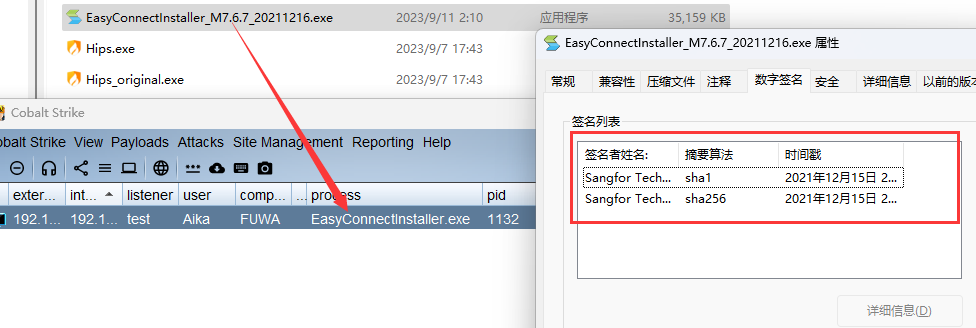 EasyConnectInstaller_M7.6.7_20211216.exe 2023/9/11 2:10 应用程序 35,159 KB
Hips.exe 2023/9/7 17:43
Hips_original.exe 2023/9/7 17:43
EasyConnectInstaller_M7.6.7_20211216.exe 属性
常规 兼容性 压缩文件 注释 数字签名 安全 详细信息 以前的版本
签名列表
签名者姓名: 摘要算法 时间戳
Sangfor Tech... sha1 2021年12月15日 2...
Sangfor Tech... sha256 2021年12月15日 2...
详细信息(D)
Cobalt Strike
obalt Strike View Payloads Attacks Site Management Reporting Help
exter... int... listener user comp... ... process pid
192.1... 192.1... test Aika FUWA EasyConnectInstaller.exe 1132